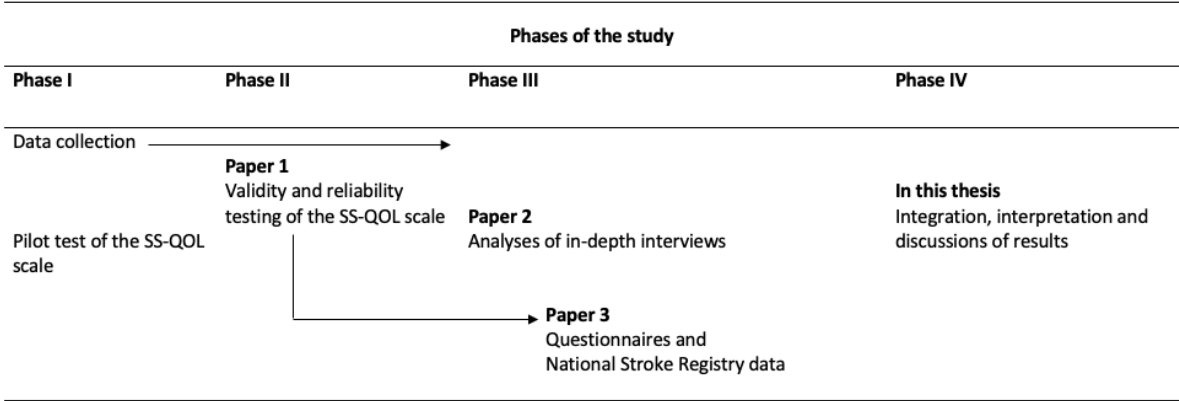 Phases of the study
Phase I
Phase II
Phase III
Phase IV
Data collection
Pilot test of the SS-QOL
scale
Paper 1
Validity and reliability
testing of the SS-QOL scale
Paper 2
Analyses of in-depth interviews
Paper 3
Questionnaires and
National Stroke Registry data
In this thesis
Integration, interpretation and
discussions of results